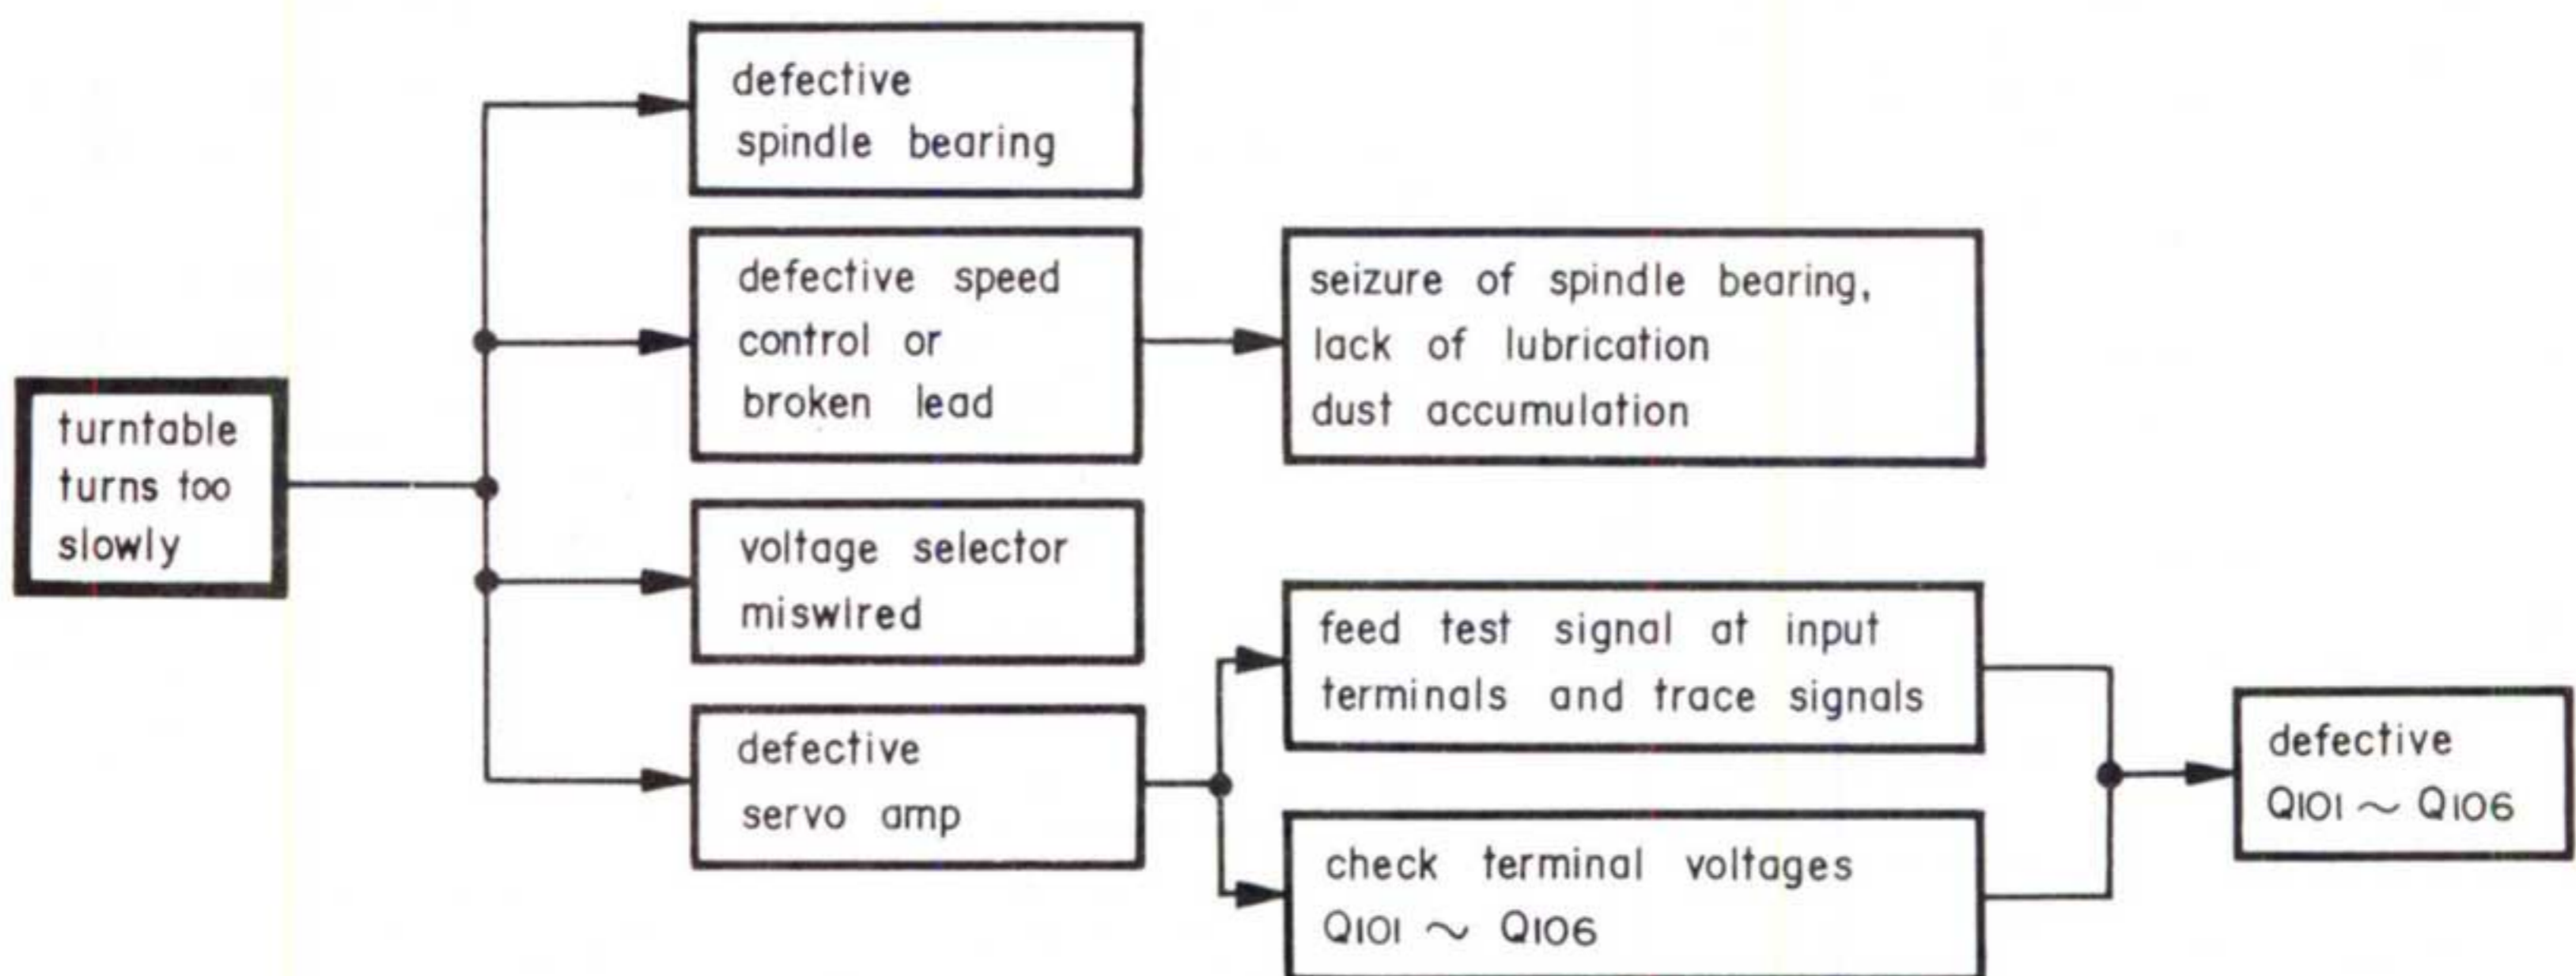 defective
spindle bearing
defective speed
control or
broken lead
seizure of spindle bearing,
lack of lubrication
dust accumulation
turntable
turns too
slowly
voltage selector
miswired
feed test signal at input
terminals and trace signals
defective
servo amp
defective
Q101 ~ Q106
check terminal voltages
Q101 ~ Q106